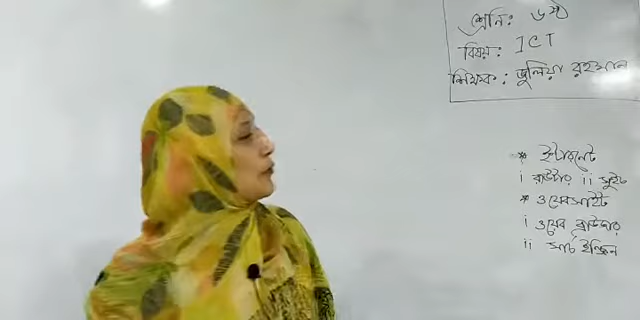 শ্রেনি: ৬ষ্ঠ
বিষয়: ICT
শিক্ষক: জুলিয়া রহমান
* ইন্টারনেট
i রাউটার ii সুইচ
* ওয়েবসাইট
i ওয়েব ব্রাউজার
ii সার্চ ইঞ্জিন